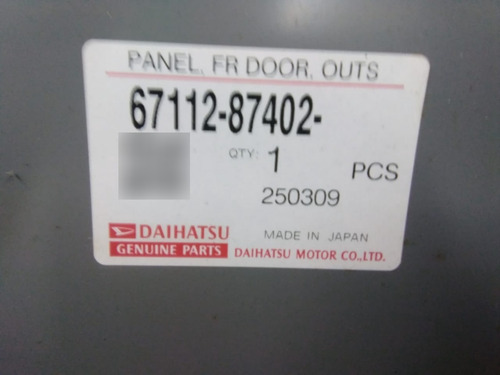 PANEL, FR DOOR, OUTS
67112-87402-
QTY: 1 PCS
250309
DAIHATSU MADE IN JAPAN
GENUINE PARTS DAIHATSU MOTOR CO.,LTD.